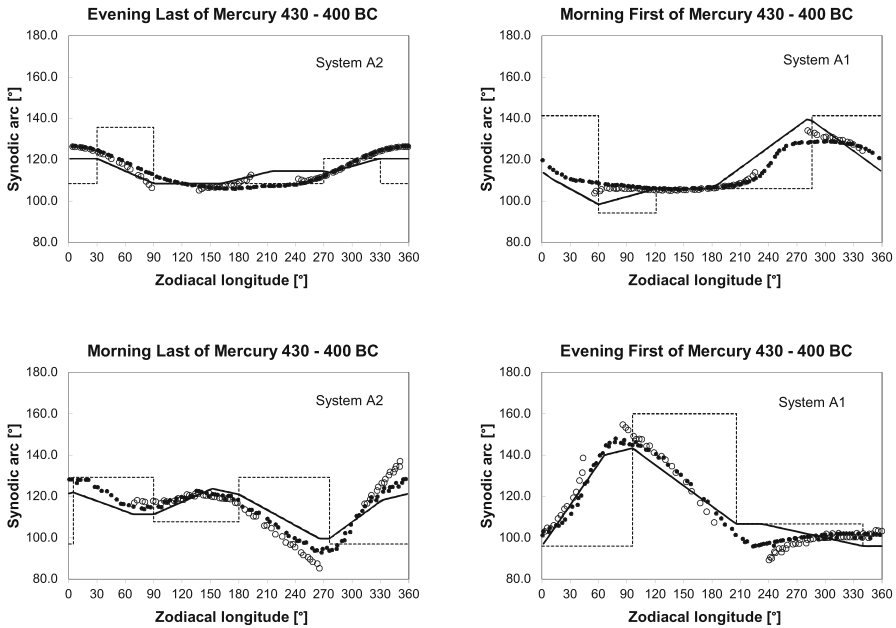 Evening Last of Mercury 430 - 400 BC
180.0
160.0
140.0
120.0
100.0
80.0
Synodic arc [°]
System A2
0 30 60 90 120 150 180 210 240 270 300 330 360
Zodiacal longitude [°]
Morning First of Mercury 430 - 400 BC
180.0
160.0
140.0
120.0
100.0
80.0
Synodic arc [°]
System A1
0 30 60 90 120 150 180 210 240 270 300 330 360
Zodiacal longitude [°]
Morning Last of Mercury 430 - 400 BC
180.0
160.0
140.0
120.0
100.0
80.0
Synodic arc [°]
System A2
0 30 60 90 120 150 180 210 240 270 300 330 360
Zodiacal longitude [°]
Evening First of Mercury 430 - 400 BC
180.0
160.0
140.0
120.0
100.0
80.0
Synodic arc [°]
System A1
0 30 60 90 120 150 180 210 240 270 300 330 360
Zodiacal longitude [°]